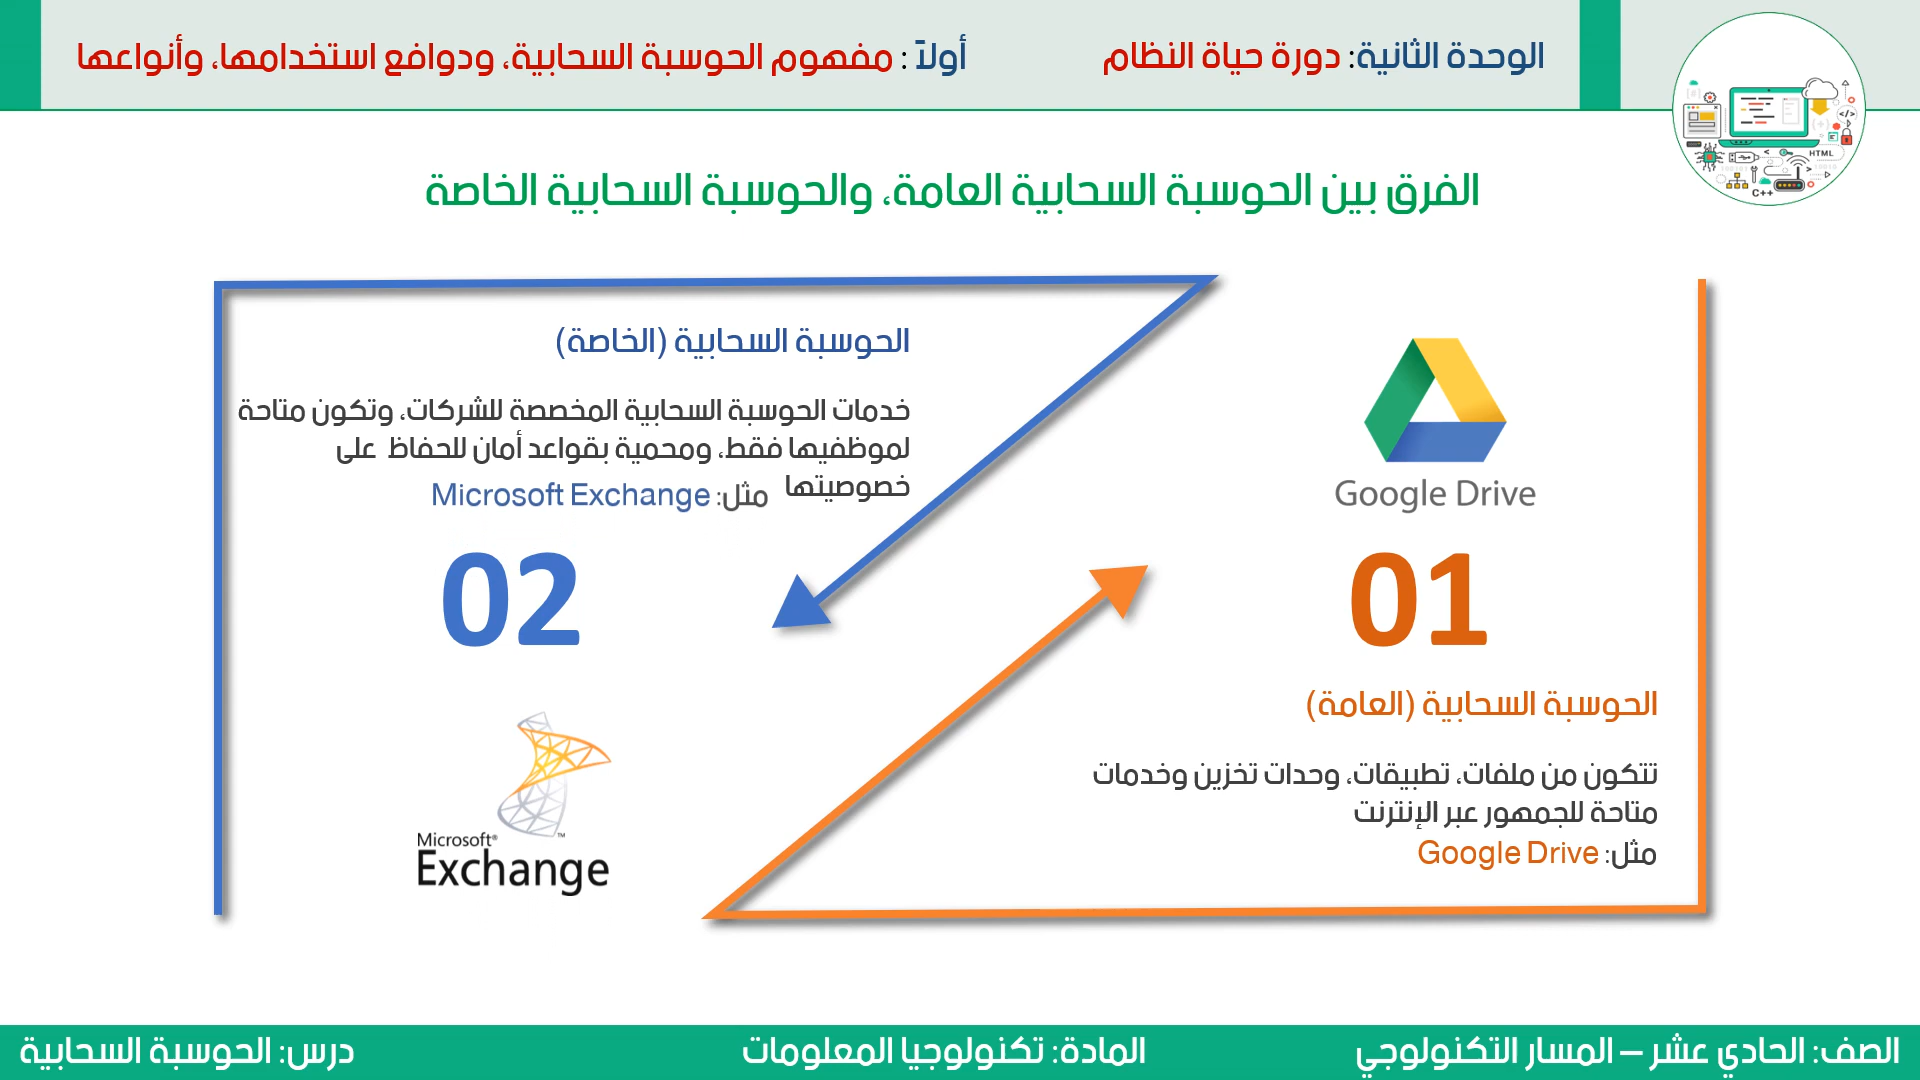 الوحدة الثانية: دورة حياة النظام
أولاً : مفهوم الحوسبة السحابية، ودوافع استخدامها، وأنواعها
HTML
C++
الفرق بين الحوسبة السحابية العامة، والحوسبة السحابية الخاصة
Google Drive
01
الحوسبة السحابية (العامة)
تتكون من ملفات، تطبيقات، وحدات تخزين وخدمات
متاحة للجمهور عبر الإنترنت
مثل: Google Drive
الحوسبة السحابية (الخاصة)
خدمات الحوسبة السحابية المخصصة للشركات، وتكون متاحة
لموظفيها فقط، ومحمية بقواعد أمان للحفاظ على
خصوصيتها مثل: Microsoft Exchange
02
Microsoft®
Exchange™
الصف: الحادي عشر – المسار التكنولوجي
المادة: تكنولوجيا المعلومات
درس: الحوسبة السحابية